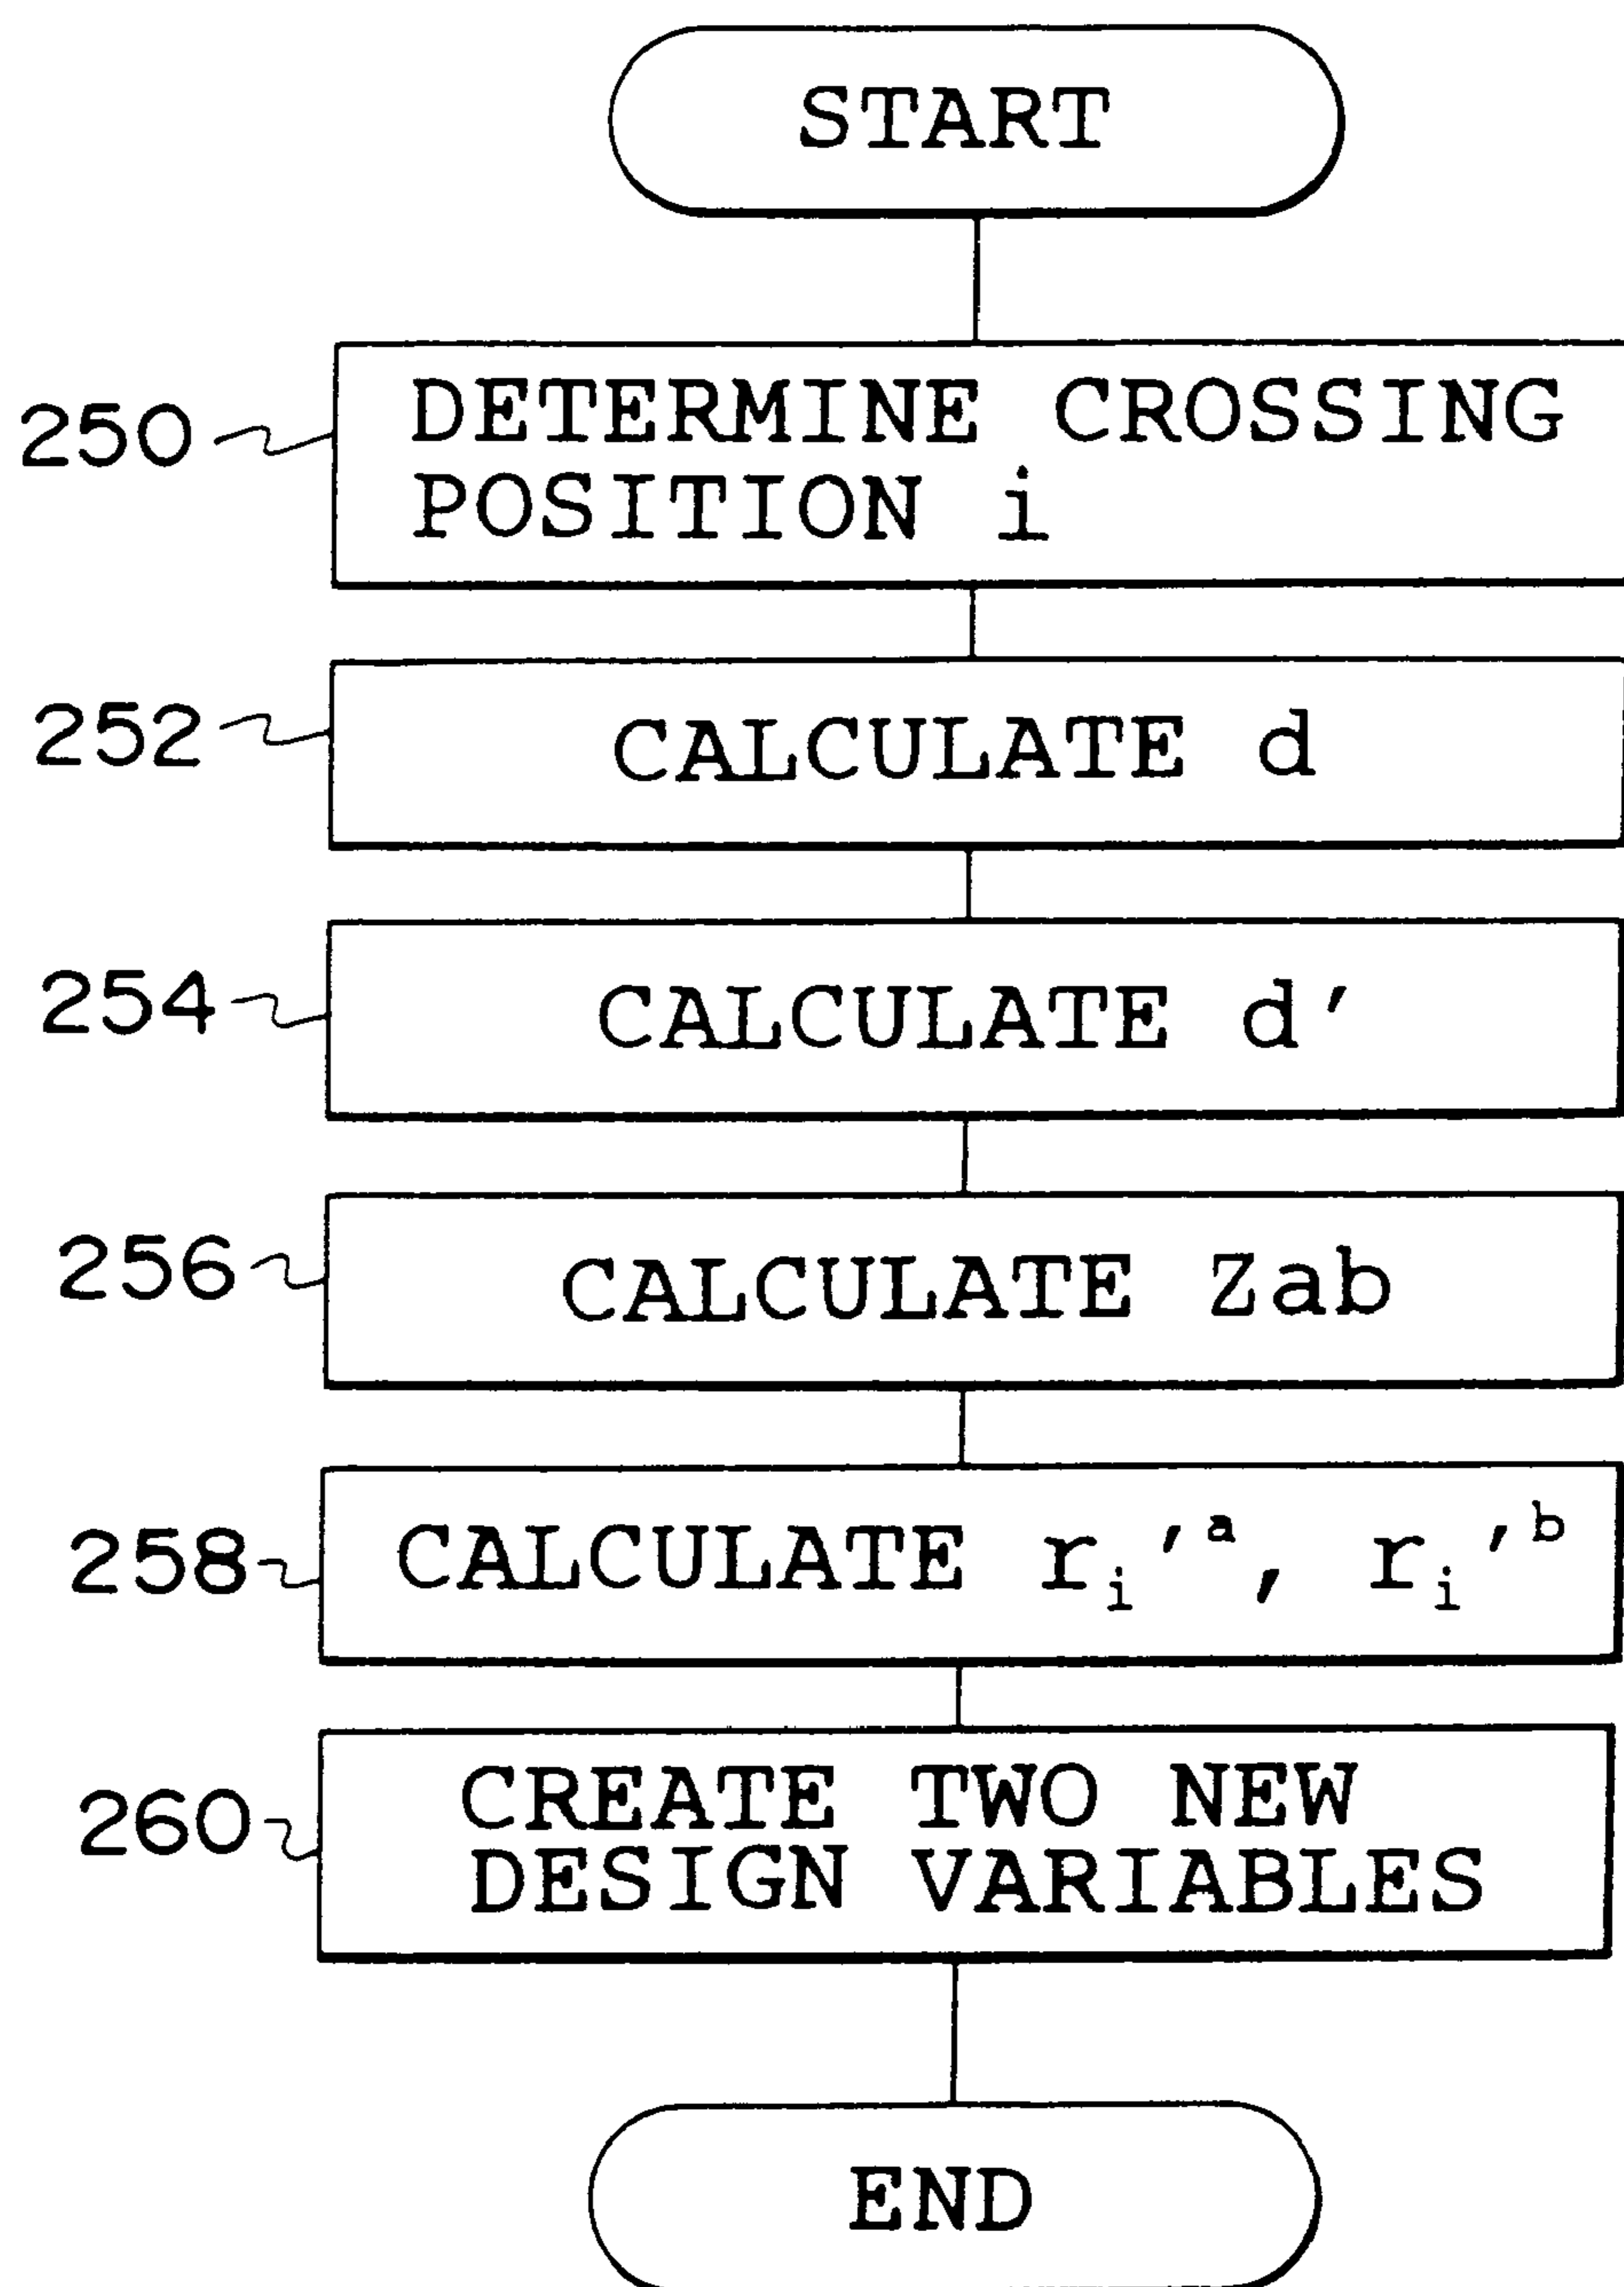 START
250
DETERMINE CROSSING
POSITION i
252
CALCULATE d
254
CALCULATE d'
256
CALCULATE Zab
258
CALCULATE rᵢ'ᵃ, rᵢ'ᵇ
260
CREATE TWO NEW
DESIGN VARIABLES
END